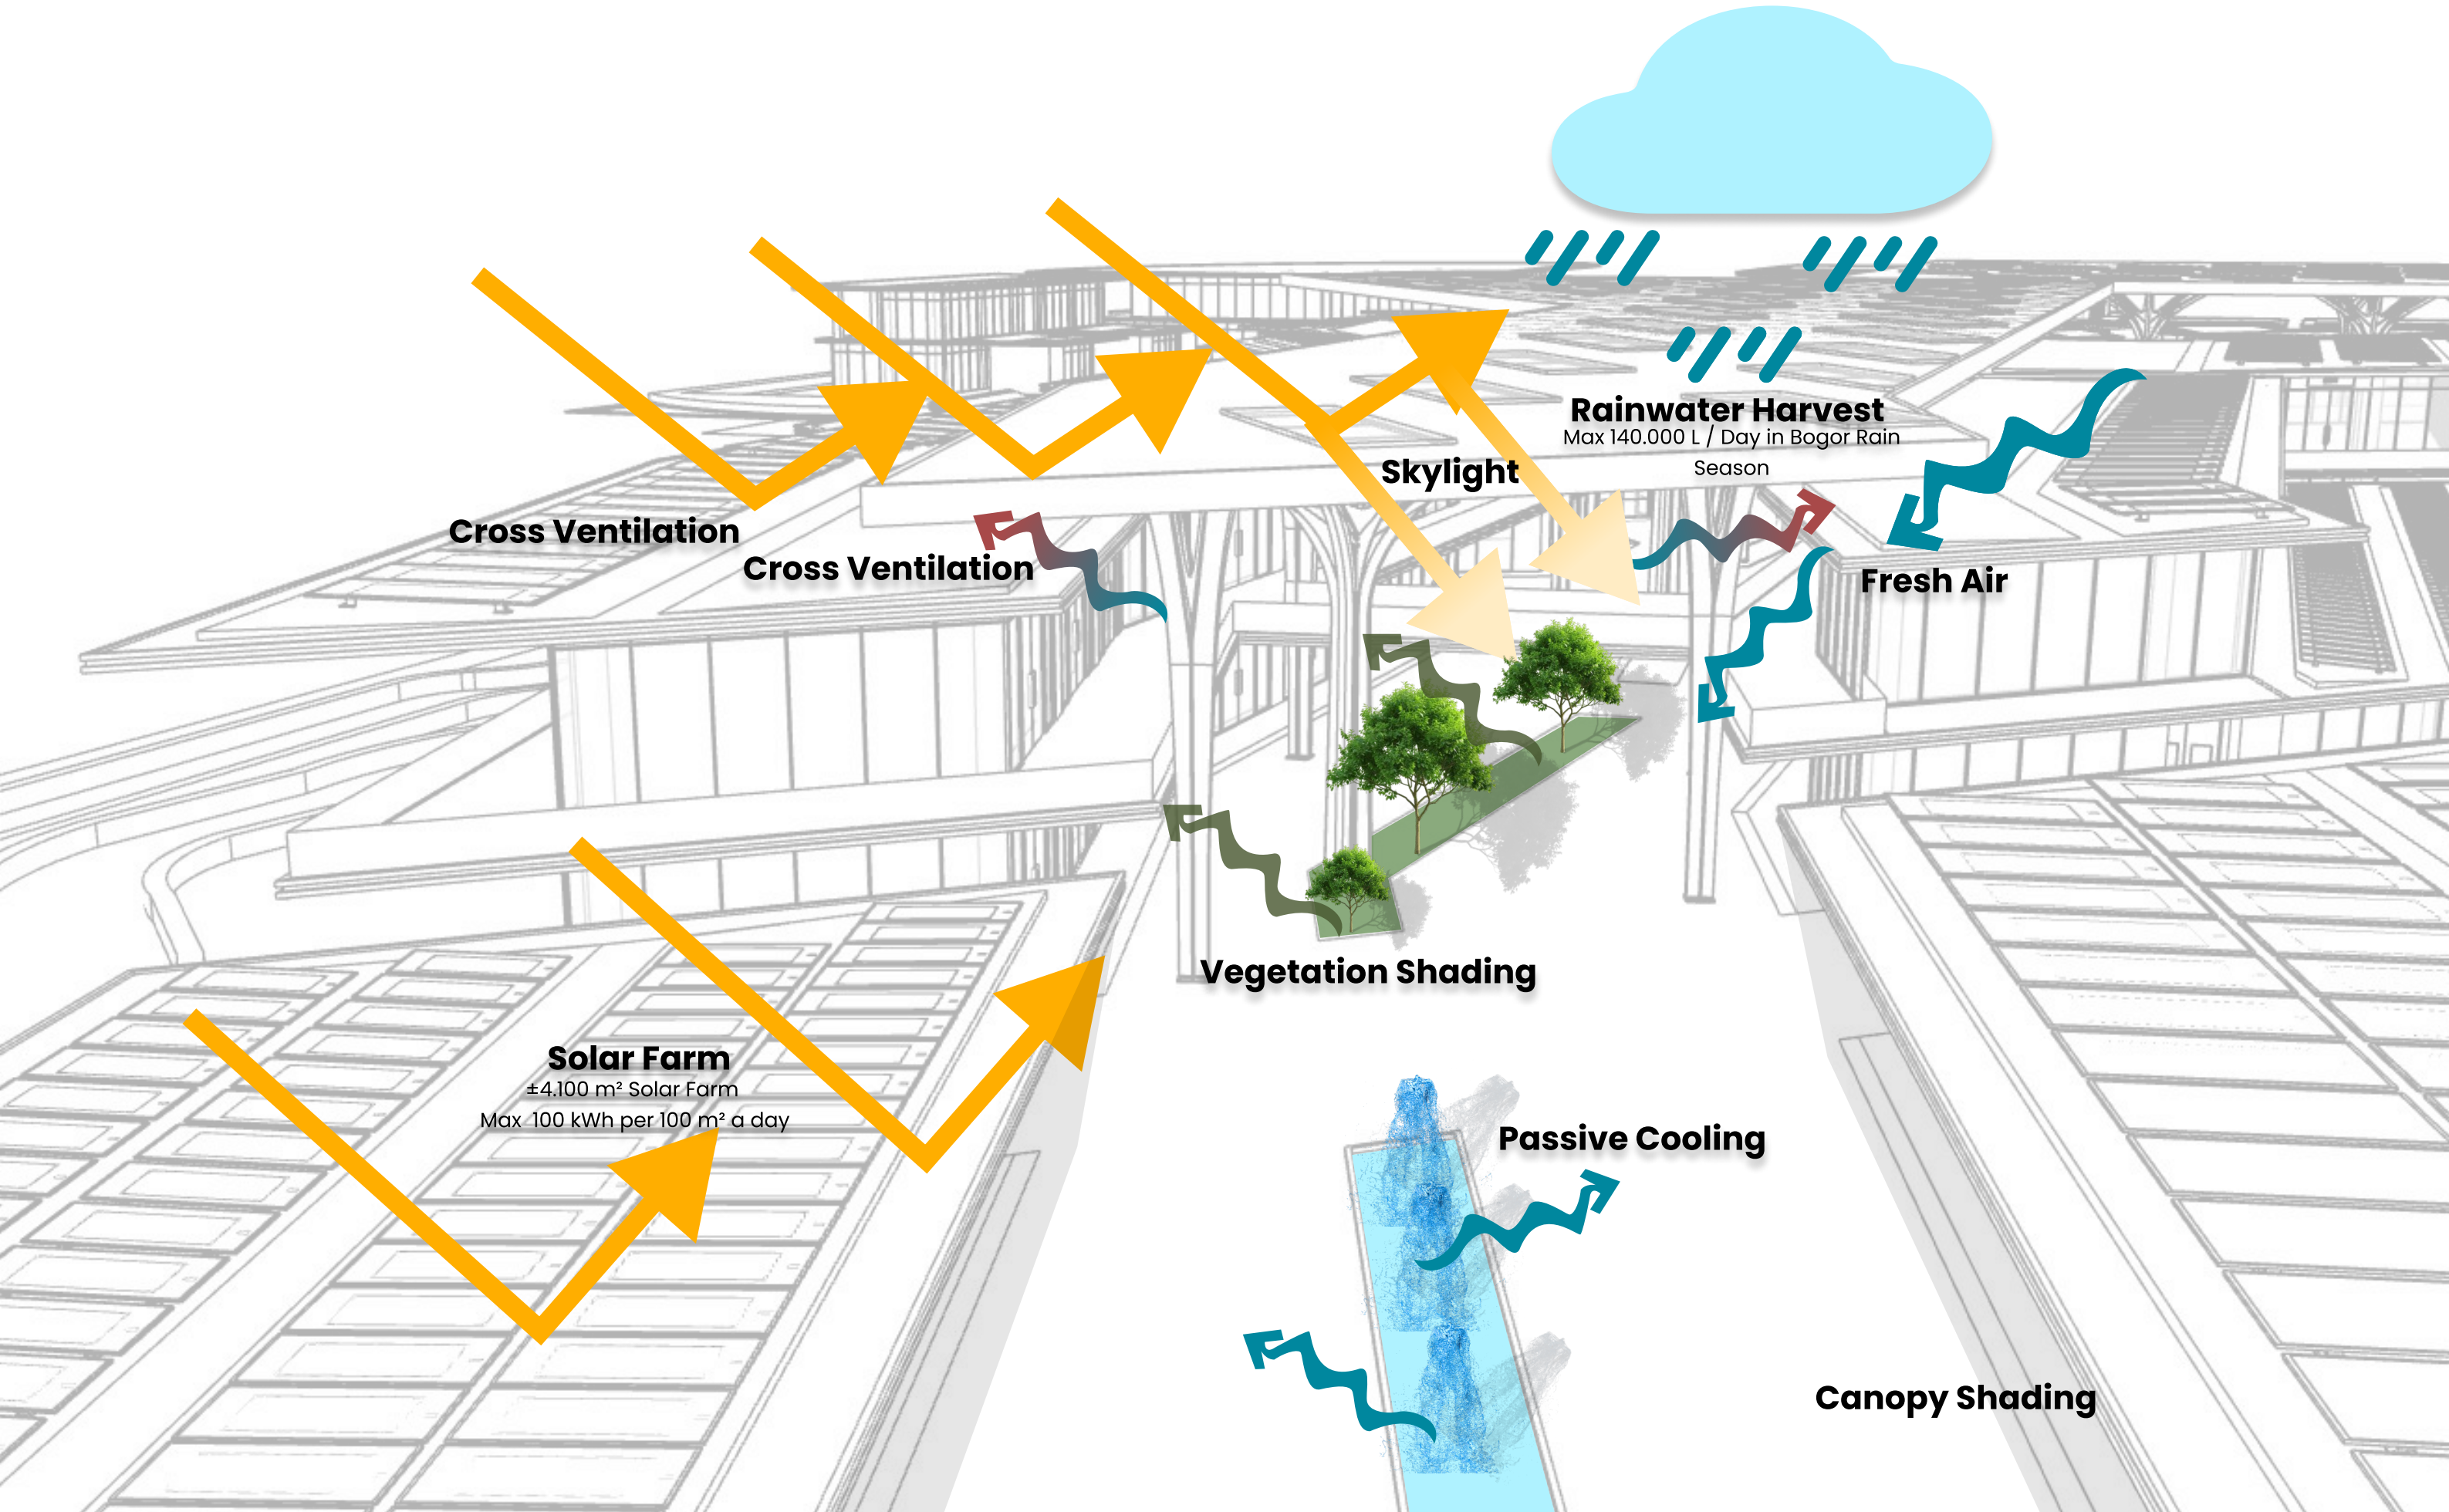 Rainwater Harvest
Max 140.000 L / Day in Bogor Rain
Season
Skylight
Cross Ventilation
Cross Ventilation
Fresh Air
Vegetation Shading
Solar Farm
±4.100 m² Solar Farm
Max 100 kWh per 100 m² a day
Passive Cooling
Canopy Shading